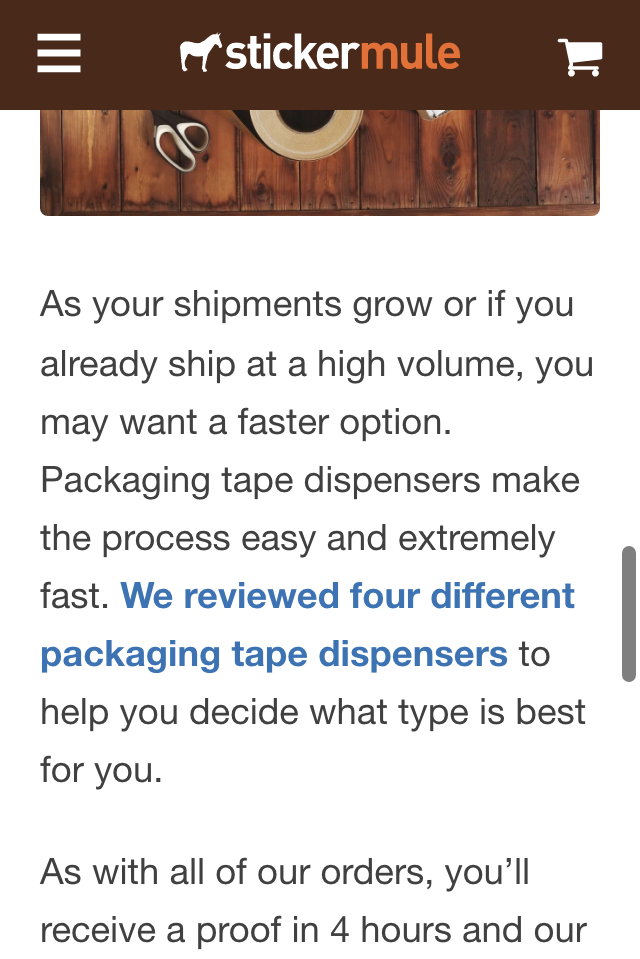 stickermule
As your shipments grow or if you
already ship at a high volume, you
may want a faster option.
Packaging tape dispensers make
the process easy and extremely
fast. We reviewed four different
packaging tape dispensers to
help you decide what type is best
for you.
As with all of our orders, you’ll
receive a proof in 4 hours and our